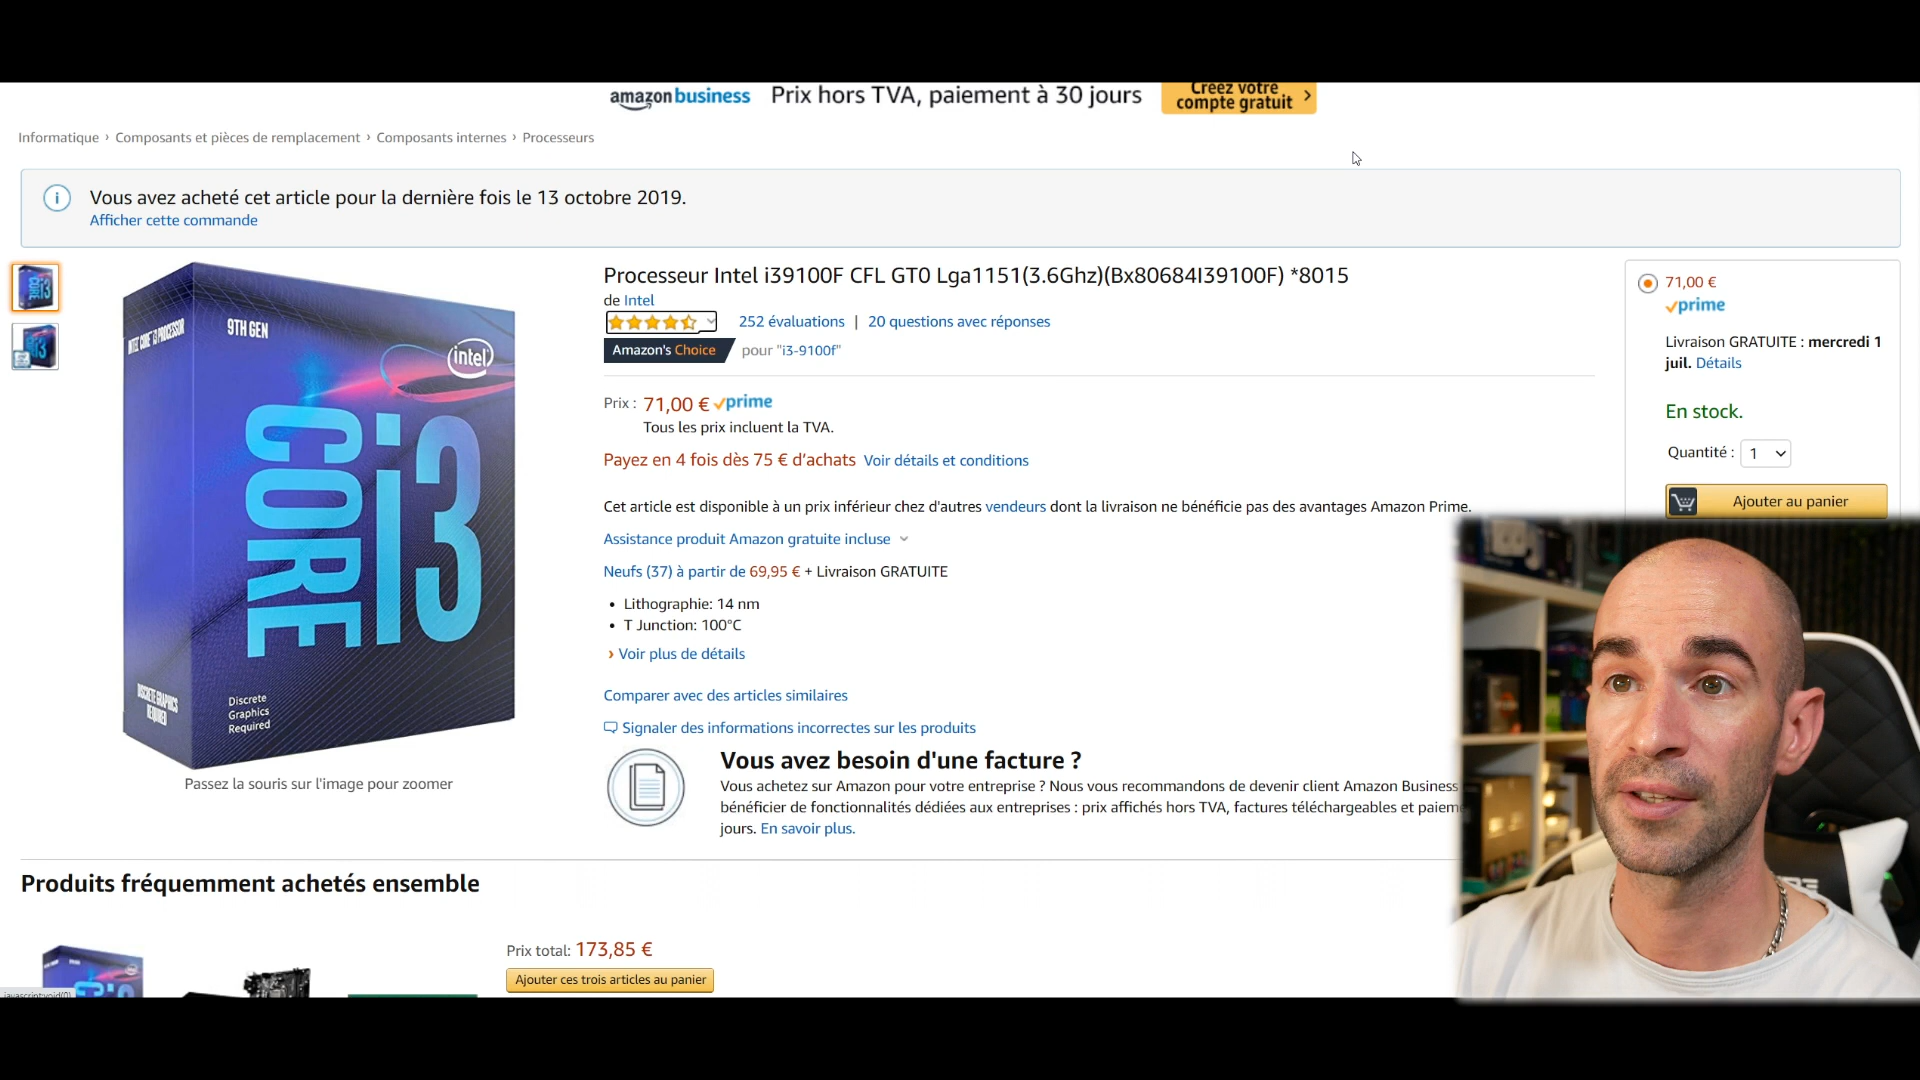 amazon business Prix hors TVA, paiement à 30 jours Créez votre compte gratuit ›
Informatique › Composants et pièces de remplacement › Composants internes › Processeurs
Vous avez acheté cet article pour la dernière fois le 13 octobre 2019.
Afficher cette commande
Processeur Intel i39100F CFL GT0 Lga1151(3.6Ghz)(Bx80684I39100F) *8015
de Intel
252 évaluations | 20 questions avec réponses
Amazon's Choice pour "i3-9100f"
Prix : 71,00 € prime
Tous les prix incluent la TVA.
Payez en 4 fois dès 75 € d’achats Voir détails et conditions
Cet article est disponible à un prix inférieur chez d'autres vendeurs dont la livraison ne bénéficie pas des avantages Amazon Prime.
Assistance produit Amazon gratuite incluse
Neufs (37) à partir de 69,95 € + Livraison GRATUITE
• Lithographie: 14 nm
• T Junction: 100°C
› Voir plus de détails
Comparer avec des articles similaires
Signaler des informations incorrectes sur les produits
Vous avez besoin d'une facture ?
Vous achetez sur Amazon pour votre entreprise ? Nous vous recommandons de devenir client Amazon Business
bénéficier de fonctionnalités dédiées aux entreprises : prix affichés hors TVA, factures téléchargeables et paiem
jours. En savoir plus.
INTEL CORE i3 PROCESSOR
9TH GEN
intel
CORE i3
DISCRETE GRAPHICS
REQUIRED
Discrete
Graphics
Required
Passez la souris sur l'image pour zoomer
71,00 €
prime
Livraison GRATUITE : mercredi 1
juil. Détails
En stock.
Quantité : 1
Ajouter au panier
Produits fréquemment achetés ensemble
Prix total: 173,85 €
Ajouter ces trois articles au panier
javascript:void(0)